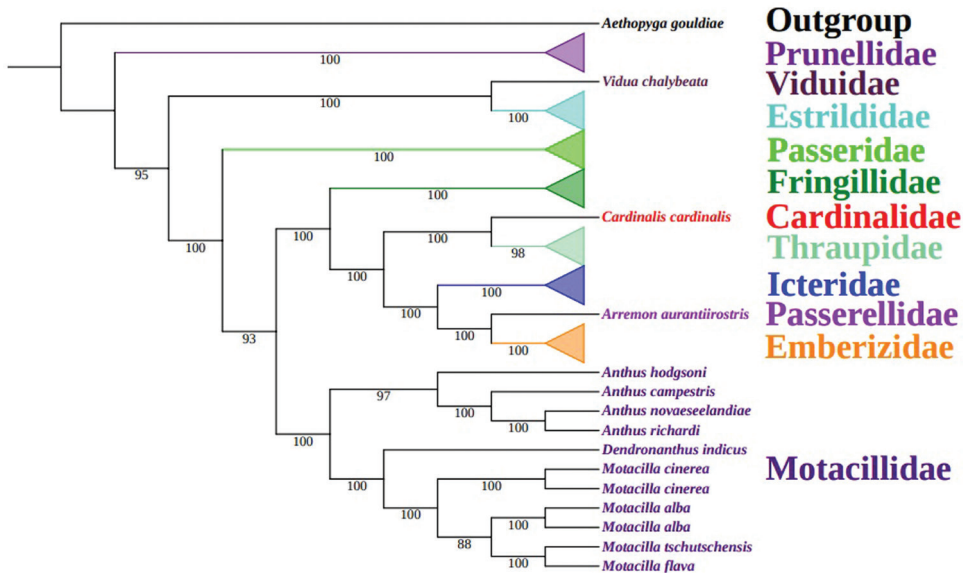 Aethopyga gouldiae
Outgroup
100
Prunellidae
Vidua chalybeata
Viduidae
100
100
Estrildidae
95
100
Passeridae
100
Fringillidae
100
Cardinalis cardinalis
Cardinalidae
100
98
Thraupidae
100
100
100
Icteridae
100
Arremon aurantiirostris
Passerellidae
100
93
100
Emberizidae
Anthus hodgsoni
97
Anthus campestris
100
Anthus novaeseelandiae
100
Anthus richardi
100
Dendronanthus indicus
Motacillidae
100
Motacilla cinerea
100
Motacilla cinerea
100
Motacilla alba
100
Motacilla alba
88
Motacilla tschutschensis
100
Motacilla flava